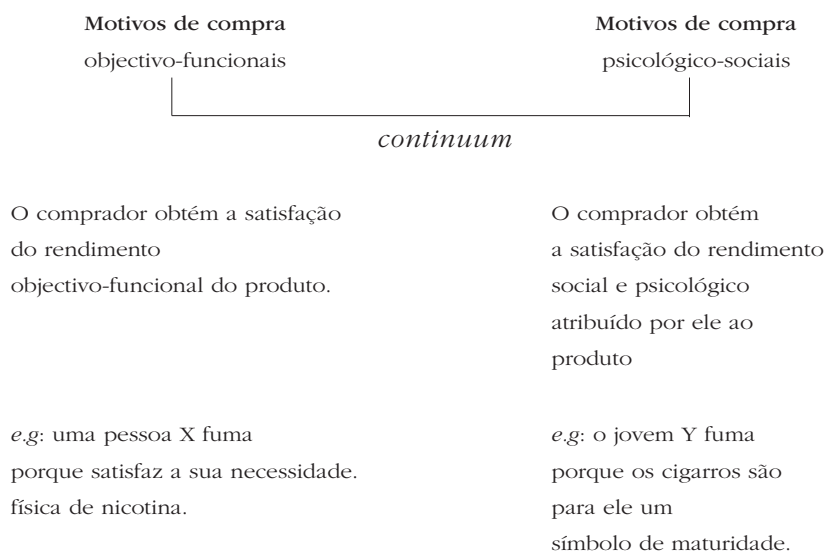 Motivos de compra
objectivo-funcionais
Motivos de compra
psicológico-sociais
continuum
O comprador obtém a satisfação
do rendimento
objectivo-funcional do produto.
O comprador obtém
a satisfação do rendimento
social e psicológico
atribuído por ele ao
produto
e.g: uma pessoa X fuma
porque satisfaz a sua necessidade.
física de nicotina.
e.g: o jovem Y fuma
porque os cigarros são
para ele um
símbolo de maturidade.